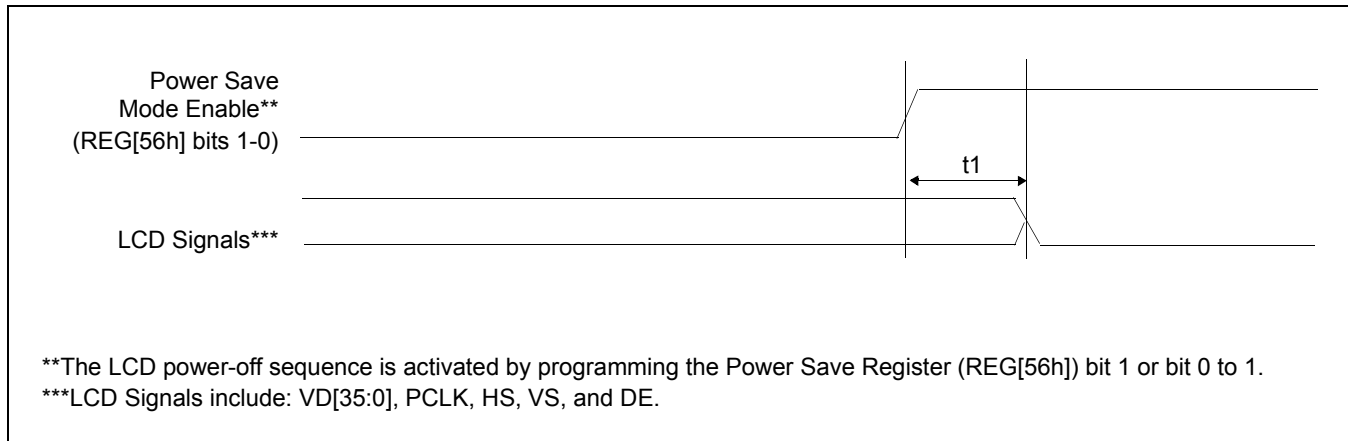 Power Save
Mode Enable**
(REG[56h] bits 1-0)
t1
LCD Signals***
**The LCD power-off sequence is activated by programming the Power Save Register (REG[56h]) bit 1 or bit 0 to 1.
***LCD Signals include: VD[35:0], PCLK, HS, VS, and DE.